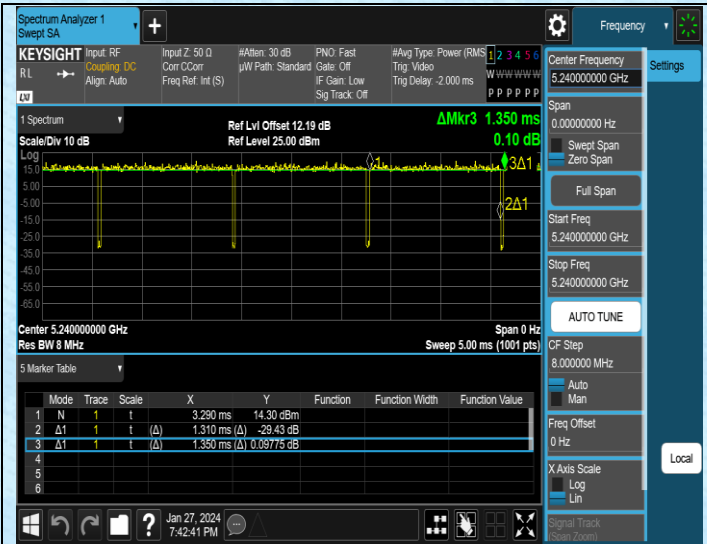 Spectrum Analyzer 1
Swept SA
+
Frequency
KEYSIGHT
RL
LXI
Input: RF
Coupling: DC
Align: Auto
Input Z: 50 Ω
Corr CCorr
Freq Ref: Int (S)
#Atten: 30 dB
µW Path: Standard
PNO: Fast
Gate: Off
IF Gain: Low
Sig Track: Off
#Avg Type: Power (RMS
Trig: Video
Trig Delay: -2.000 ms
1 2 3 4 5 6
W W W W W W
P P P P P P
1 Spectrum
Scale/Div 10 dB
Ref Lvl Offset 12.19 dB
Ref Level 25.00 dBm
ΔMkr3 1.350 ms
0.10 dB
Log
15.0
5.00
-5.00
-15.0
-25.0
-35.0
-45.0
-55.0
-65.0
1
3Δ1
2Δ1
Center 5.240000000 GHz
Res BW 8 MHz
Span 0 Hz
Sweep 5.00 ms (1001 pts)
5 Marker Table
Mode Trace Scale X Y Function Function Width Function Value
1 N 1 t 3.290 ms 14.30 dBm
2 Δ1 1 t (Δ) 1.310 ms (Δ) -29.43 dB
3 Δ1 1 t (Δ) 1.350 ms (Δ) 0.09775 dB
4
5
6
Jan 27, 2024
7:42:41 PM
?
Center Frequency
5.240000000 GHz
Settings
Span
0.00000000 Hz
Swept Span
Zero Span
Full Span
Start Freq
5.240000000 GHz
Stop Freq
5.240000000 GHz
AUTO TUNE
CF Step
8.000000 MHz
Auto
Man
Freq Offset
0 Hz
X Axis Scale
Log
Lin
Local
Signal Track
(Span Zoom)